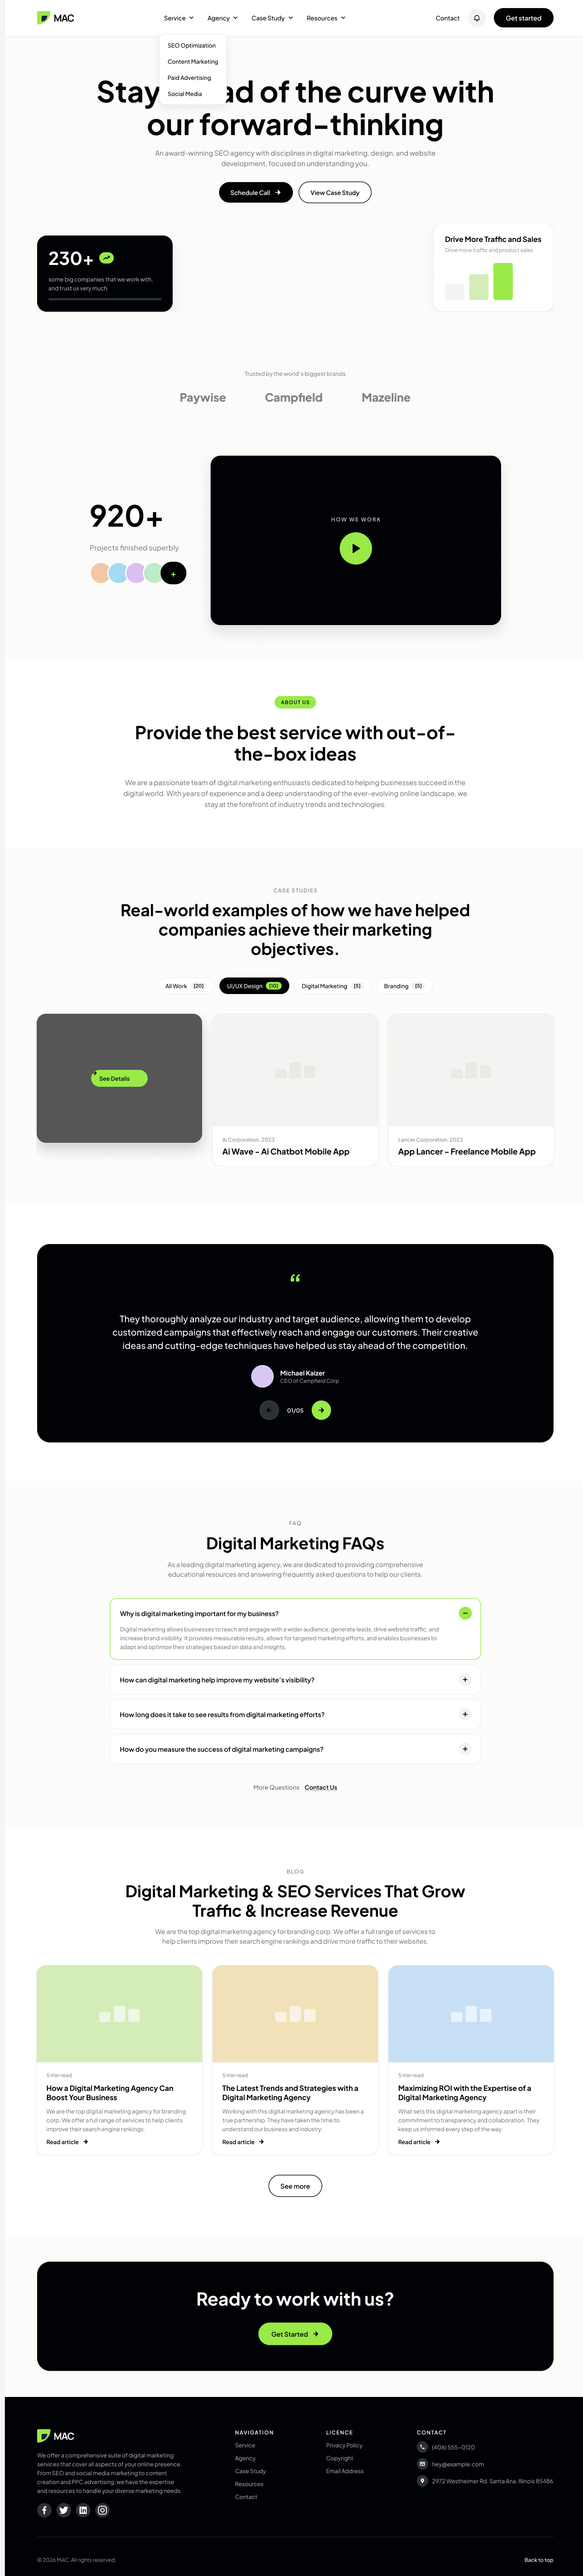 MAC
Service
Agency
Case Study
Resources
Contact
Get started
SEO Optimization
Content Marketing
Paid Advertising
Social Media
Stay ad of the curve with
our forward-thinking
An award-winning SEO agency with disciplines in digital marketing, design, and website
development, focused on understanding you.
Schedule Call
View Case Study
230+
some big companies that we work with,
and trust us very much
Drive More Traffic and Sales
Drive more traffic and product sales
Trusted by the world's biggest brands
Paywise
Campfield
Mazeline
920+
Projects finished superbly
+
HOW WE WORK
ABOUT US
Provide the best service with out-of-
the-box ideas
We are a passionate team of digital marketing enthusiasts dedicated to helping businesses succeed in the
digital world. With years of experience and a deep understanding of the ever-evolving online landscape, we
stay at the forefront of industry trends and technologies.
CASE STUDIES
Real-world examples of how we have helped
companies achieve their marketing
objectives.
All Work [20]
UI/UX Design [10]
Digital Marketing [5]
Branding [5]
See Details
Ai Corporation, 2023
Ai Wave - Ai Chatbot Mobile App
Lancer Corporation, 2023
App Lancer - Freelance Mobile App
“
They thoroughly analyze our industry and target audience, allowing them to develop
customized campaigns that effectively reach and engage our customers. Their creative
ideas and cutting-edge techniques have helped us stay ahead of the competition.
Michael Kaizer
CEO of Campfield Corp
01/05
FAQ
Digital Marketing FAQs
As a leading digital marketing agency, we are dedicated to providing comprehensive
educational resources and answering frequently asked questions to help our clients.
Why is digital marketing important for my business?
Digital marketing allows businesses to reach and engage with a wider audience, generate leads, drive website traffic, and
increase brand visibility. It provides measurable results, allows for targeted marketing efforts, and enables businesses to
adapt and optimize their strategies based on data and insights.
How can digital marketing help improve my website's visibility?
How long does it take to see results from digital marketing efforts?
How do you measure the success of digital marketing campaigns?
More Questions Contact Us
BLOG
Digital Marketing & SEO Services That Grow
Traffic & Increase Revenue
We are the top digital marketing agency for branding corp. We offer a full range of services to
help clients improve their search engine rankings and drive more traffic to their websites.
5 min read
How a Digital Marketing Agency Can
Boost Your Business
We are the top digital marketing agency for branding
corp. We offer a full range of services to help clients
improve their search engine rankings.
Read article
5 min read
The Latest Trends and Strategies with a
Digital Marketing Agency
Working with this digital marketing agency has been a
true partnership. They have taken the time to
understand our business and industry.
Read article
5 min read
Maximizing ROI with the Expertise of a
Digital Marketing Agency
What sets this digital marketing agency apart is their
commitment to transparency and collaboration. They
keep us informed every step of the way.
Read article
See more
Ready to work with us?
Get Started
MAC
We offer a comprehensive suite of digital marketing
services that cover all aspects of your online presence.
From SEO and social media marketing to content
creation and PPC advertising, we have the expertise
and resources to handle your diverse marketing needs.
NAVIGATION
Service
Agency
Case Study
Resources
Contact
LICENCE
Privacy Policy
Copyright
Email Address
CONTACT
(406) 555-0120
hey@example.com
2972 Westheimer Rd. Santa Ana, Illinois 85486
© 2026 MAC. All rights reserved.
Back to top